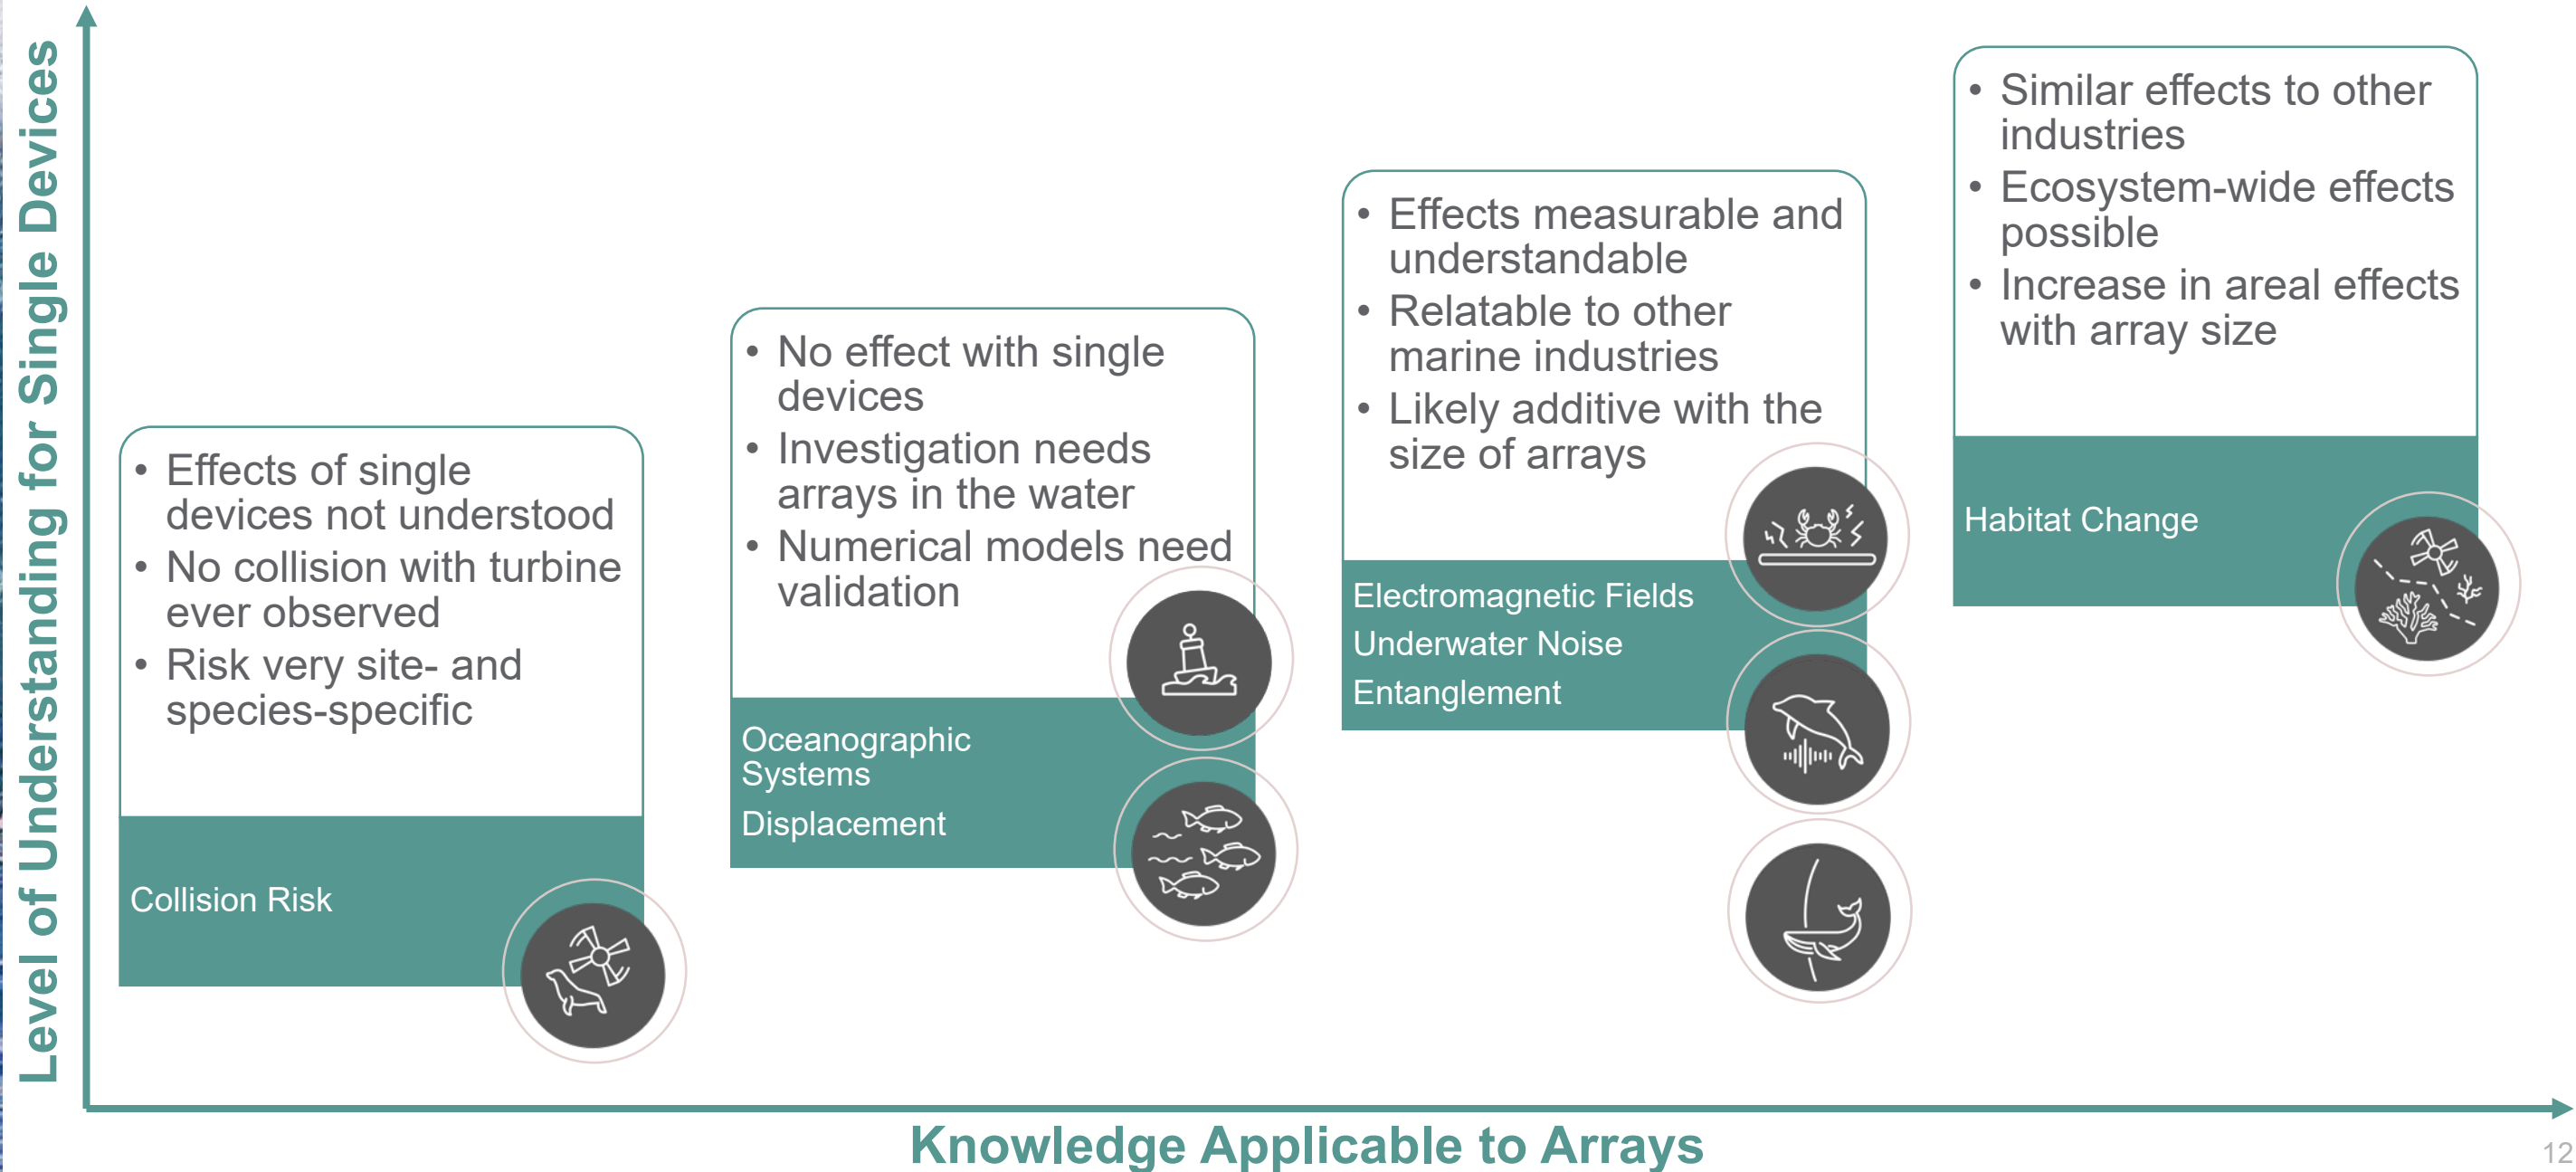 Level of Understanding for Single Devices
• Effects of single
devices not understood
• No collision with turbine
ever observed
• Risk very site- and
species-specific
Collision Risk
• No effect with single
devices
• Investigation needs
arrays in the water
• Numerical models need
validation
Oceanographic
Systems
Displacement
• Effects measurable and
understandable
• Relatable to other
marine industries
• Likely additive with the
size of arrays
Electromagnetic Fields
Underwater Noise
Entanglement
• Similar effects to other
industries
• Ecosystem-wide effects
possible
• Increase in areal effects
with array size
Habitat Change
Knowledge Applicable to Arrays
12